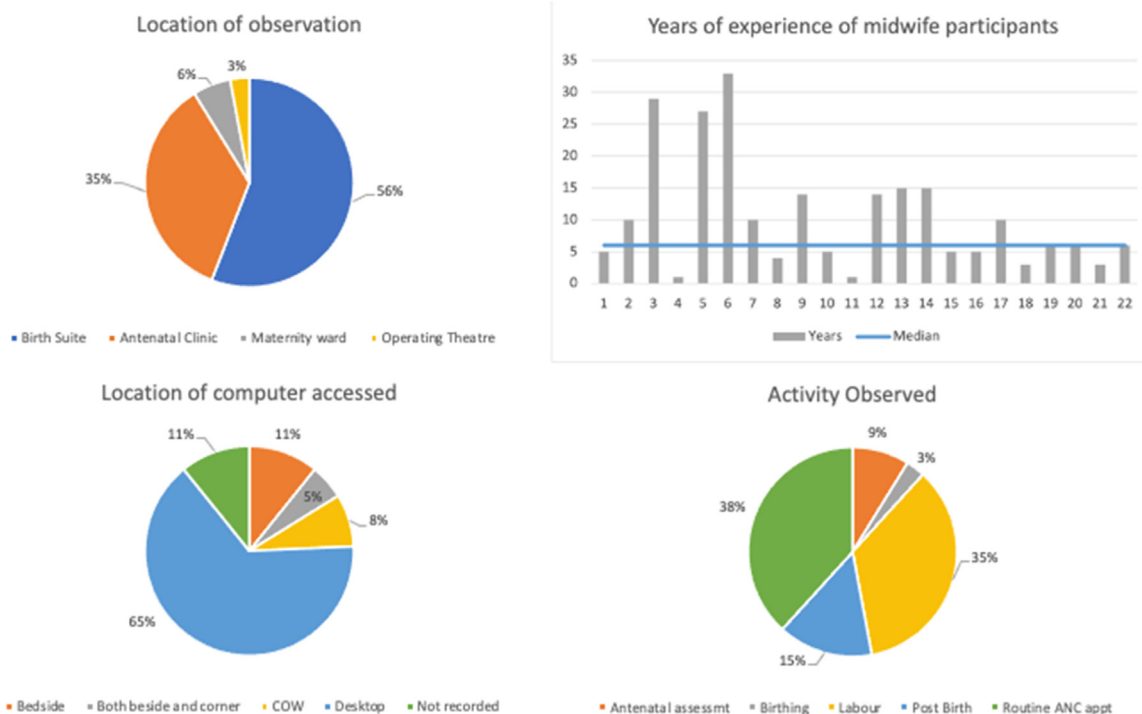 Location of observation
3%
6%
35%
56%
Birth Suite Antenatal Clinic Maternity ward Operating Theatre
Years of experience of midwife participants
35
30
25
20
15
10
5
0
1 2 3 4 5 6 7 8 9 10 11 12 13 14 15 16 17 18 19 20 21 22
Years Median
Location of computer accessed
11% 11%
5%
8%
65%
Bedside Both beside and corner COW Desktop Not recorded
Activity Observed
9%
3%
38%
35%
15%
Antenatal assessmt Birthing Labour Post Birth Routine ANC appt